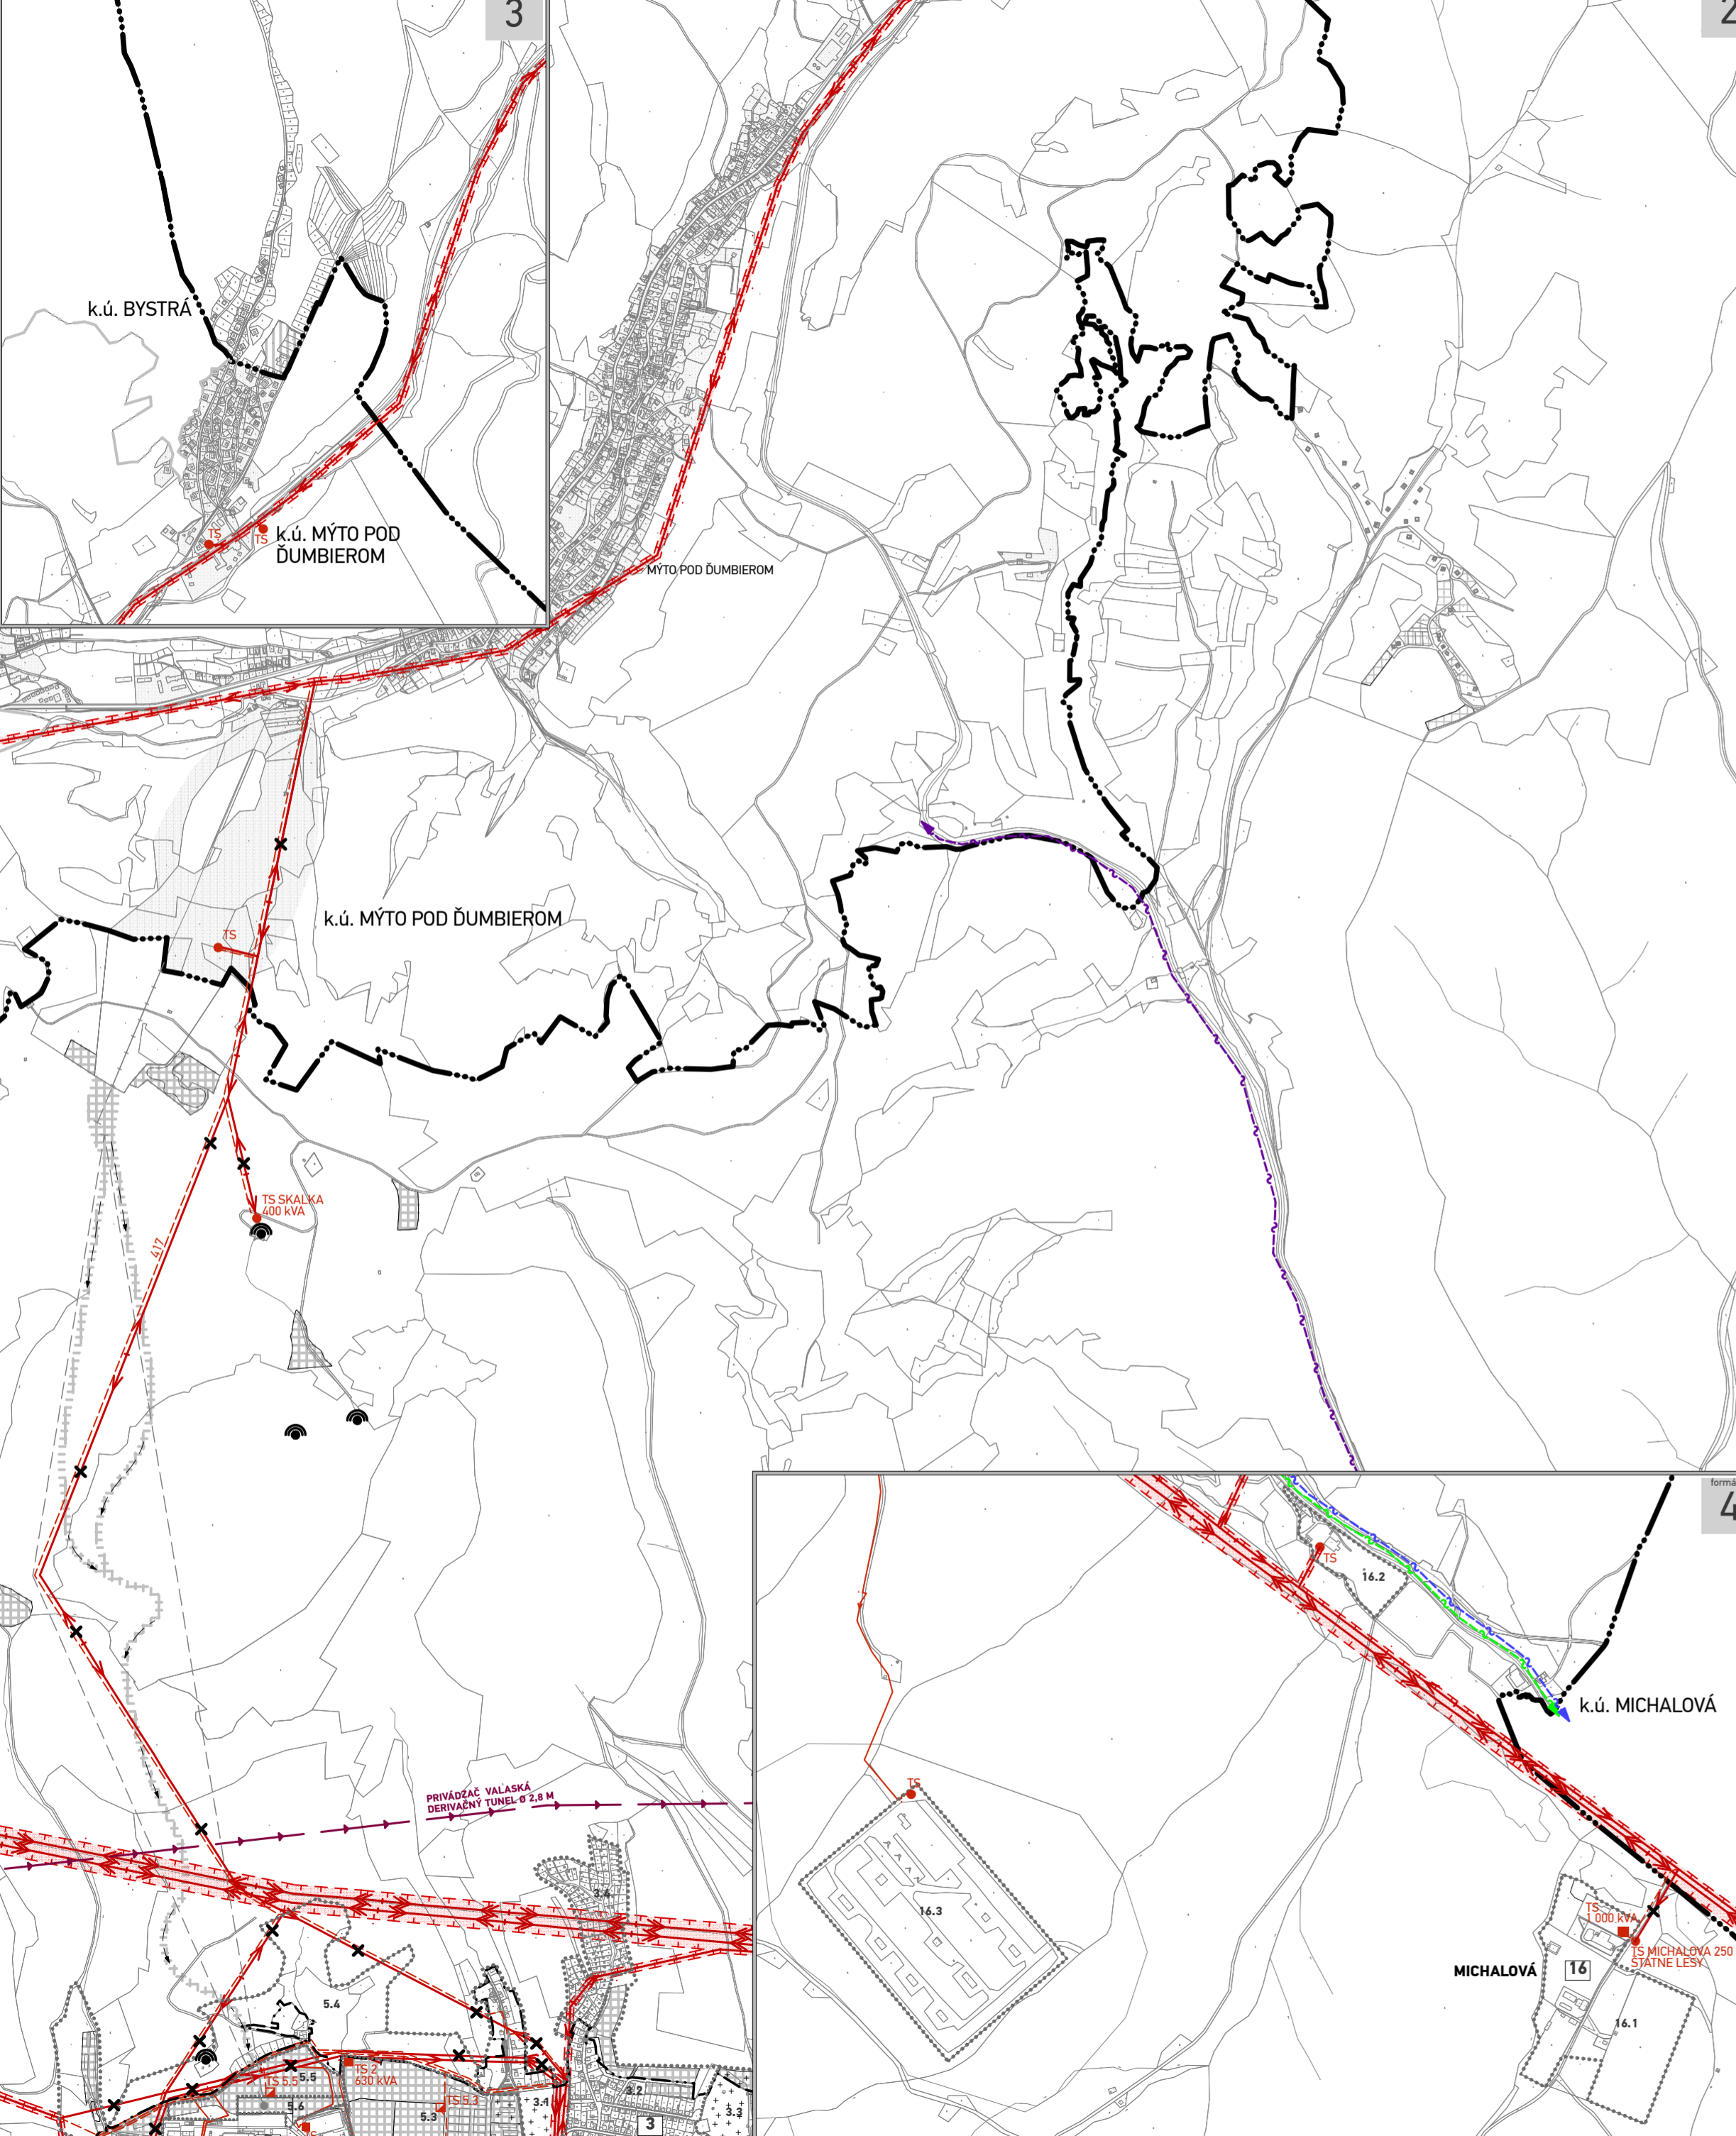 3
2
k.ú. BYSTRÁ
TS
TS
k.ú. MÝTO POD
ĎUMBIEROM
MÝTO POD ĎUMBIEROM
k.ú. MÝTO POD ĎUMBIEROM
TS
TS SKALKA
400 kVA
417
PRIVÁDZAČ VALASKÁ
DERIVAČNÝ TUNEL Ø 2,8 M
3.4
5.4
5.5
TS 5.5
5.6
TS 2
630 kVA
TS 5.3
5.3
3.1
3.2
3.3
3
4
TS
16.2
k.ú. MICHALOVÁ
TS
16.3
TS
1 000 kVA
TS MICHALOVA 250
ŠTÁTNE LESY
MICHALOVÁ
16
16.1